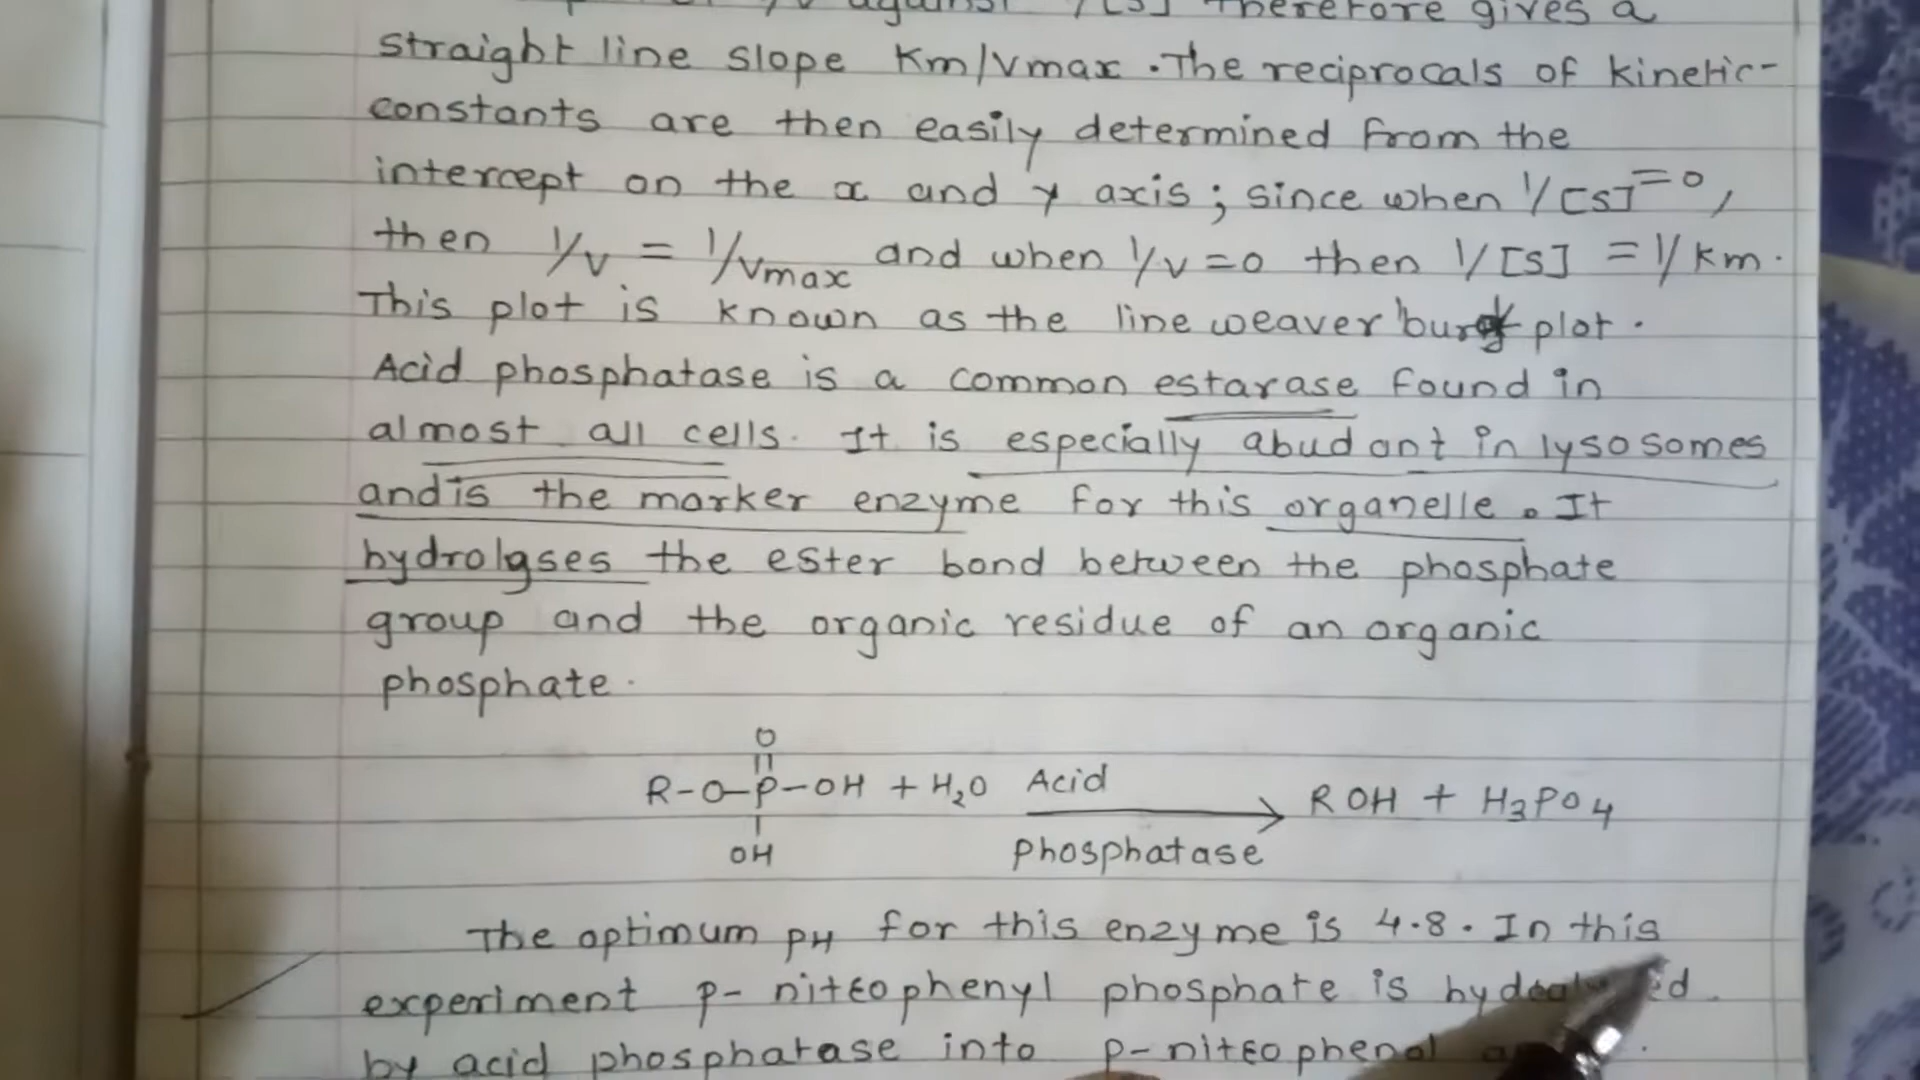 against 1/[S] Therefore gives a
straight line slope Km/Vmax . The reciprocals of kinetic-
constants are then easily determined from the
intercept on the x and y axis ; since when 1/[S]=0,
then 1/v = 1/vmax and when 1/v=0 then 1/[S] = 1/km.
This plot is known as the line weaver burk plot .
Acid phosphatase is a common estarase found in
almost all cells. It is especially abudant in lysosomes
and is the marker enzyme for this organelle . It
hydrolyses the ester bond between the phosphate
group and the organic residue of an organic
phosphate .
O
R-O-P-OH + H2O Acid → ROH + H3PO4
OH phosphatase
The optimum pH for this enzyme is 4.8 . In this
experiment p- nitrophenyl phosphate is
by acid phosphatase into p-nitrophenol